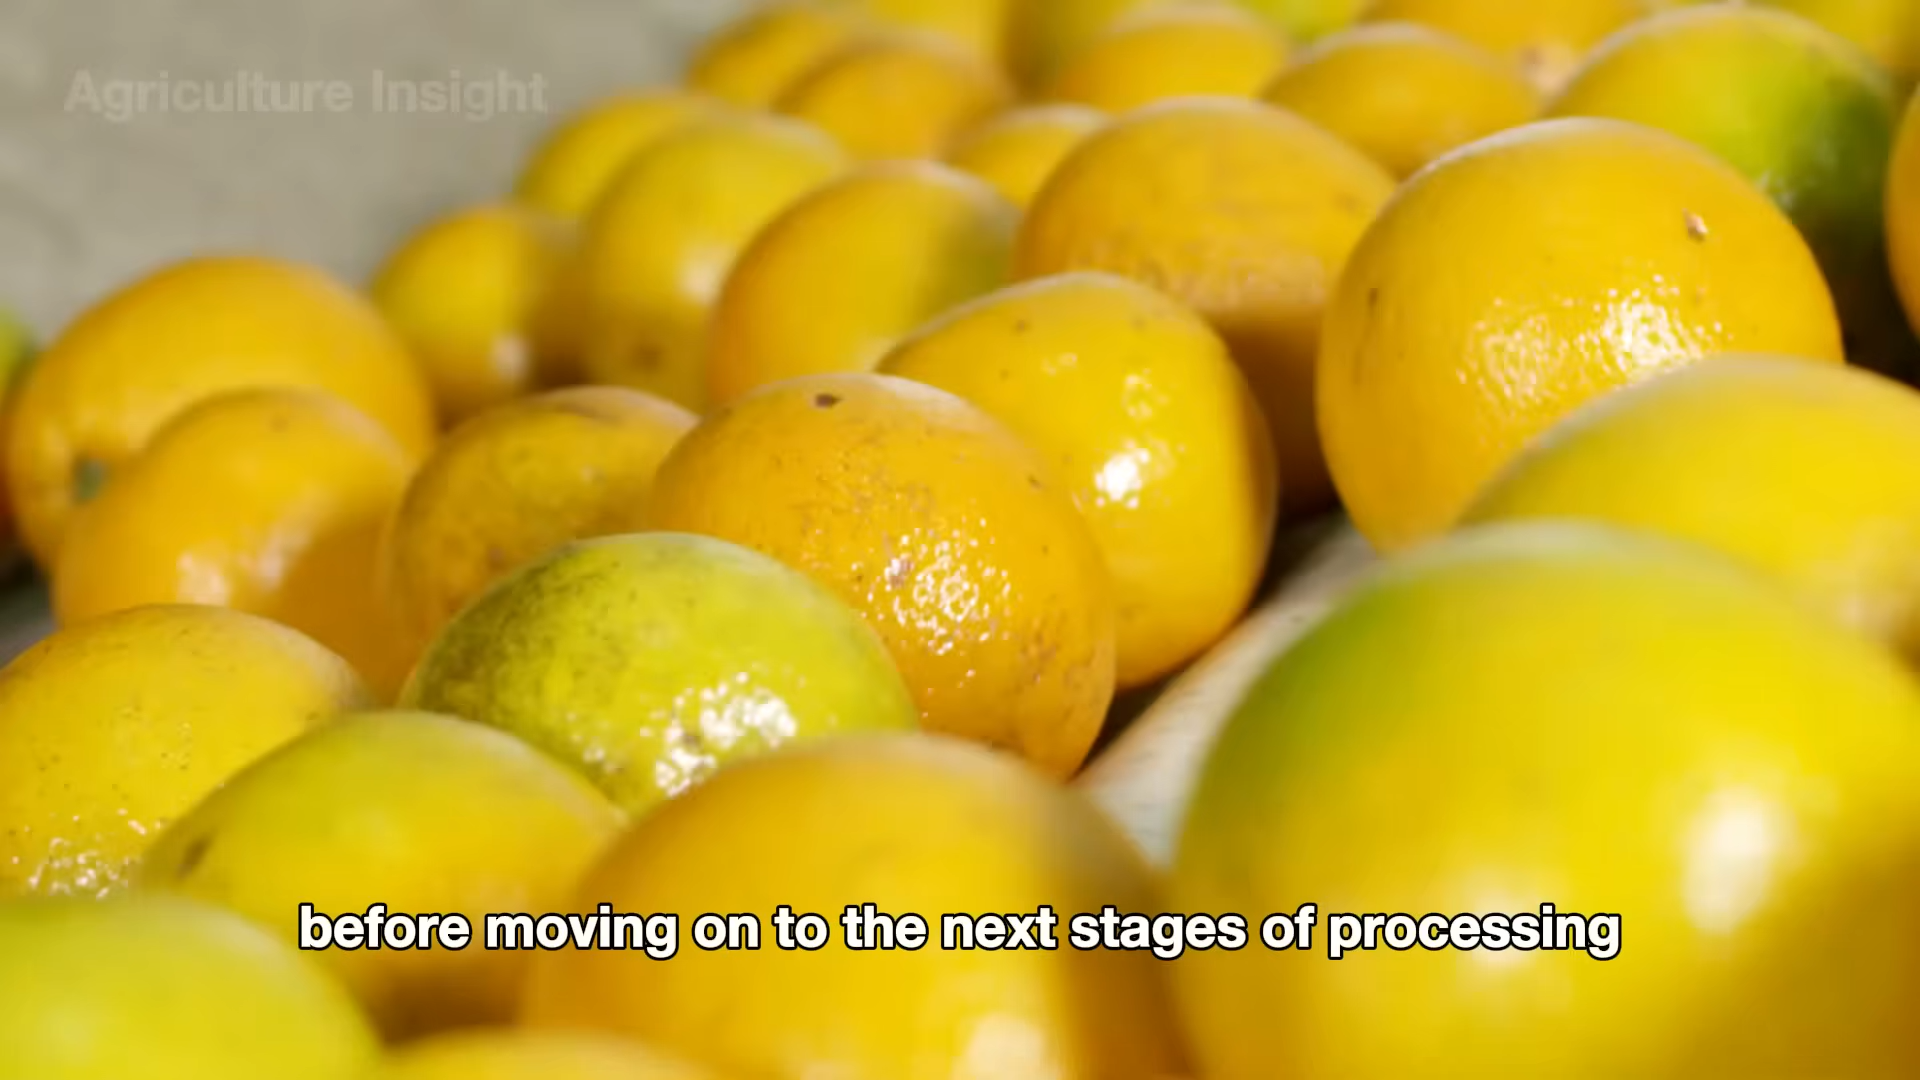 Agriculture Insight
before moving on to the next stages of processing